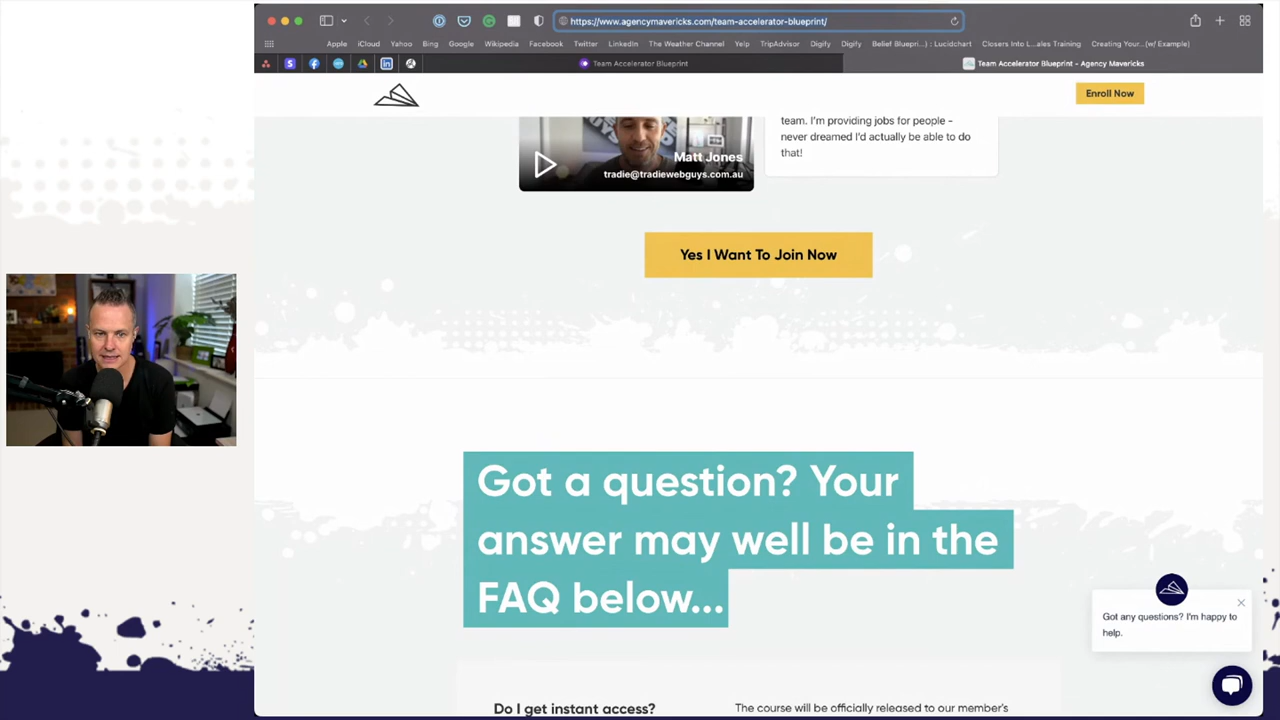 https://www.agencymavericks.com/team-accelerator-blueprint/
Apple iCloud Yahoo Bing Google Wikipedia Facebook Twitter LinkedIn The Weather Channel Yelp TripAdvisor Digify Digify Belief Bluepri...) : Lucidchart Closers Into L...ales Training Creating Your...(w/ Example)
Team Accelerator Blueprint
Team Accelerator Blueprint - Agency Mavericks
Enroll Now
team. I'm providing jobs for people -
never dreamed I'd actually be able to do
that!
Matt Jones
tradie@tradiewebguys.com.au
Yes I Want To Join Now
Got a question? Your
answer may well be in the
FAQ below...
Got any questions? I'm happy to
help.
Do I get instant access?
The course will be officially released to our member's